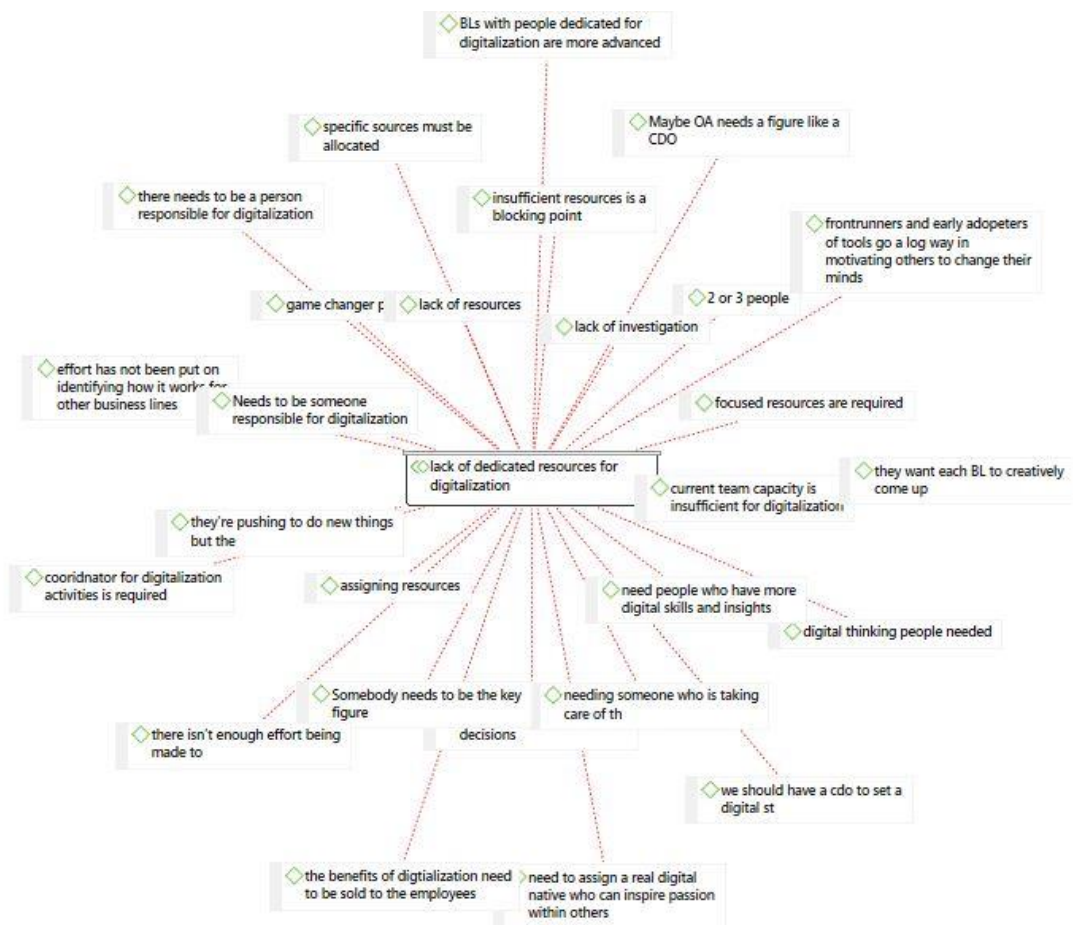 BLs with people dedicated for
digitalization are more advanced
specific sources must be
allocated
Maybe OA needs a figure like a
CDO
there needs to be a person
responsible for digitalization
insufficient resources is a
blocking point
frontrunners and early adopeters
of tools go a log way in
motivating others to change their
minds
game changer
lack of resources
2 or 3 people
lack of investigation
effort has not been put on
identifying how it works for
other business lines
Needs to be someone
responsible for digitalization
focused resources are required
lack of dedicated resources for
digitalization
current team capacity is
insufficient for digitalization
they want each BL to creatively
come up
they're pushing to do new things
but the
cooridnator for digitalization
activities is required
assigning resources
need people who have more
digital skills and insights
digital thinking people needed
Somebody needs to be the key
figure
needing someone who is taking
care of th
there isn't enough effort being
made to
decisions
we should have a cdo to set a
digital st
the benefits of digtialization need
to be sold to the employees
need to assign a real digital
native who can inspire passion
within others